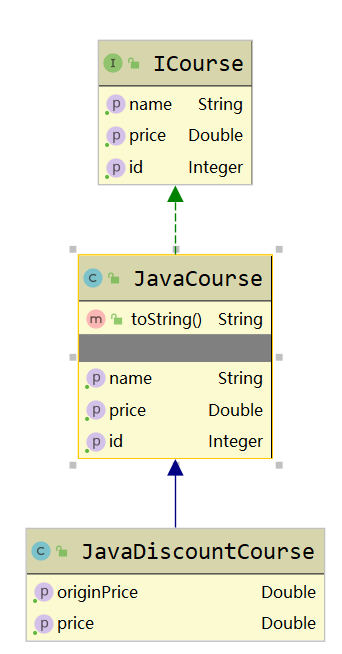 I ICourse
p name String
p price Double
p id Integer
C JavaCourse
m toString() String
p name String
p price Double
p id Integer
C JavaDiscountCourse
p originPrice Double
p price Double